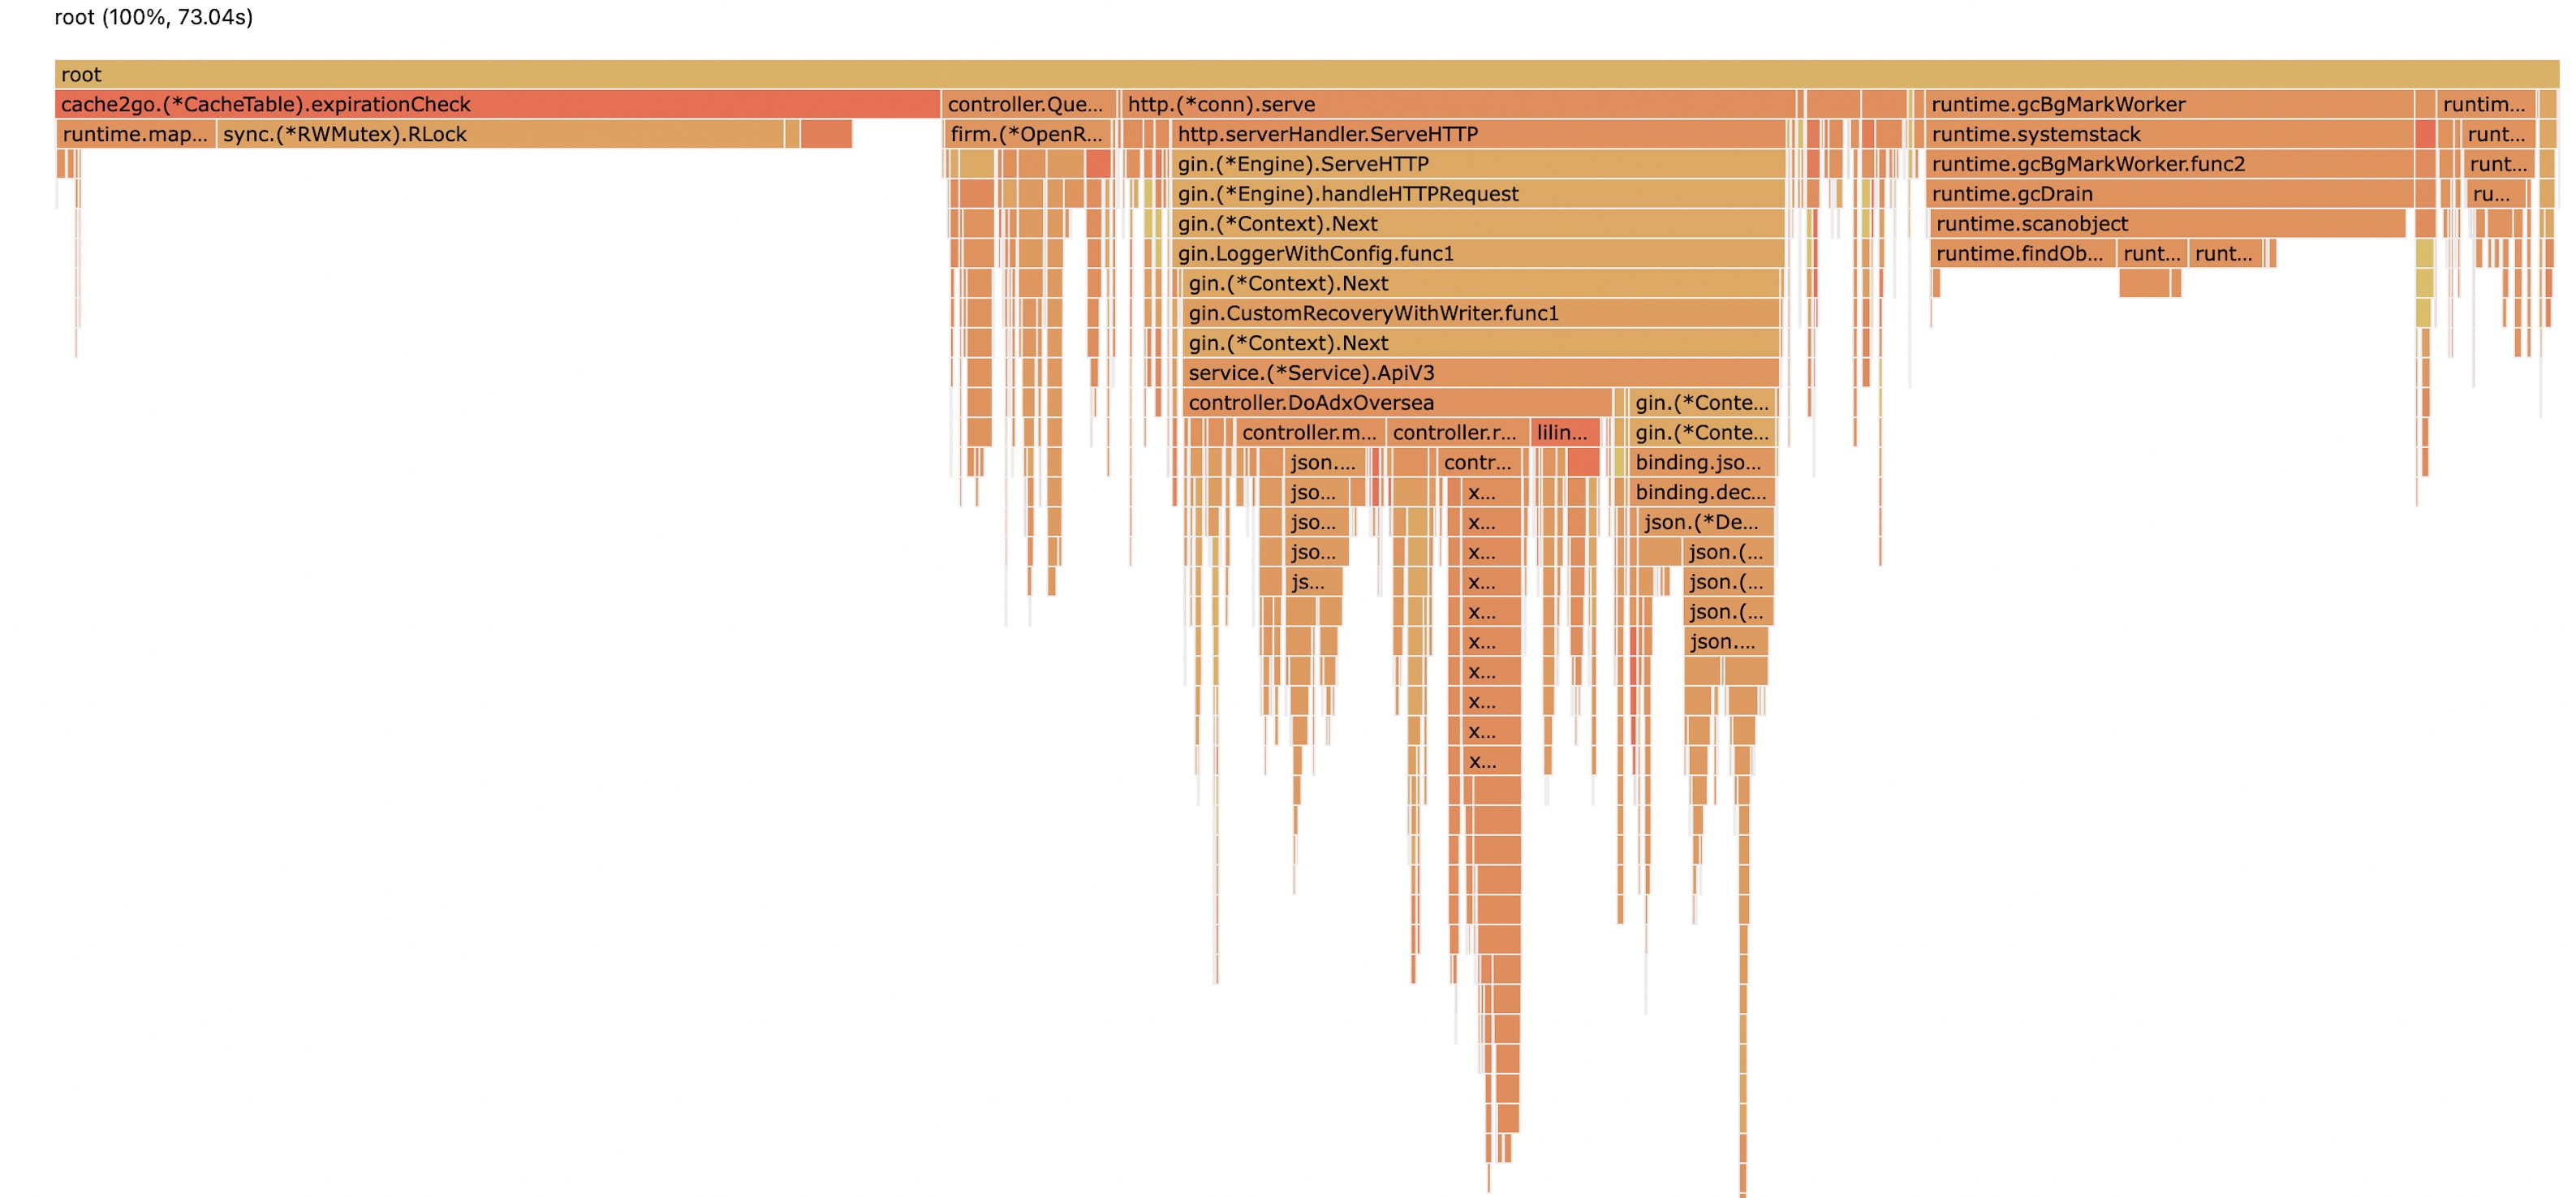 root (100%, 73.04s)
root
cache2go.(*CacheTable).expirationCheck controller.Que... http.(*conn).serve runtime.gcBgMarkWorker runtim...
runtime.map... sync.(*RWMutex).RLock firm.(*OpenR... http.serverHandler.ServeHTTP runtime.systemstack runt...
gin.(*Engine).ServeHTTP runtime.gcBgMarkWorker.func2 runt...
gin.(*Engine).handleHTTPRequest runtime.gcDrain ru...
gin.(*Context).Next runtime.scanobject
gin.LoggerWithConfig.func1 runtime.findOb... runt... runt...
gin.(*Context).Next
gin.CustomRecoveryWithWriter.func1
gin.(*Context).Next
service.(*Service).ApiV3
controller.DoAdxOversea gin.(*Conte...
controller.m... controller.r... lilin... gin.(*Conte...
json.... contr... binding.jso...
jso... x... binding.dec...
jso... x... json.(*De...
jso... x... json.(...
js... x... json.(...
x... json.(...
x... json....
x...
x...
x...
x...